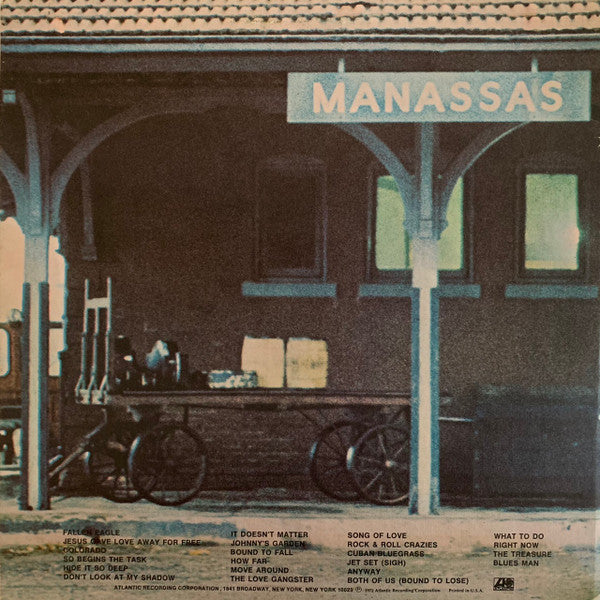 MANASSAS
FALLEN EAGLE
JESUS GAVE LOVE AWAY FOR FREE
COLORADO
SO BEGINS THE TASK
HIDE IT SO DEEP
DON'T LOOK AT MY SHADOW
IT DOESN'T MATTER
JOHNNY'S GARDEN
BOUND TO FALL
HOW FAR
MOVE AROUND
THE LOVE GANGSTER
SONG OF LOVE
ROCK & ROLL CRAZIES
CUBAN BLUEGRASS
JET SET (SIGH)
ANYWAY
BOTH OF US (BOUND TO LOSE)
WHAT TO DO
RIGHT NOW
THE TREASURE
BLUES MAN
ATLANTIC RECORDING CORPORATION, 1841 BROADWAY, NEW YORK, NEW YORK 10023 Ⓟ 1972 Atlantic Recording Corporation Printed in U.S.A.